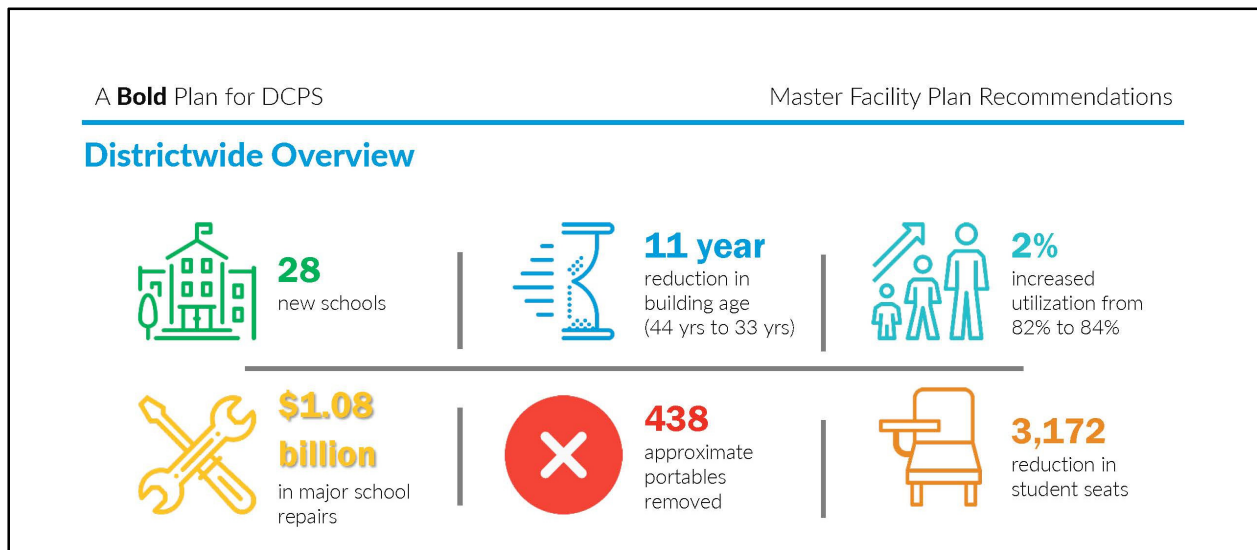 A Bold Plan for DCPS
Master Facility Plan Recommendations
Districtwide Overview
28
new schools
11 year
reduction in
building age
(44 yrs to 33 yrs)
2%
increased
utilization from
82% to 84%
$1.08
billion
in major school
repairs
438
approximate
portables
removed
3,172
reduction in
student seats